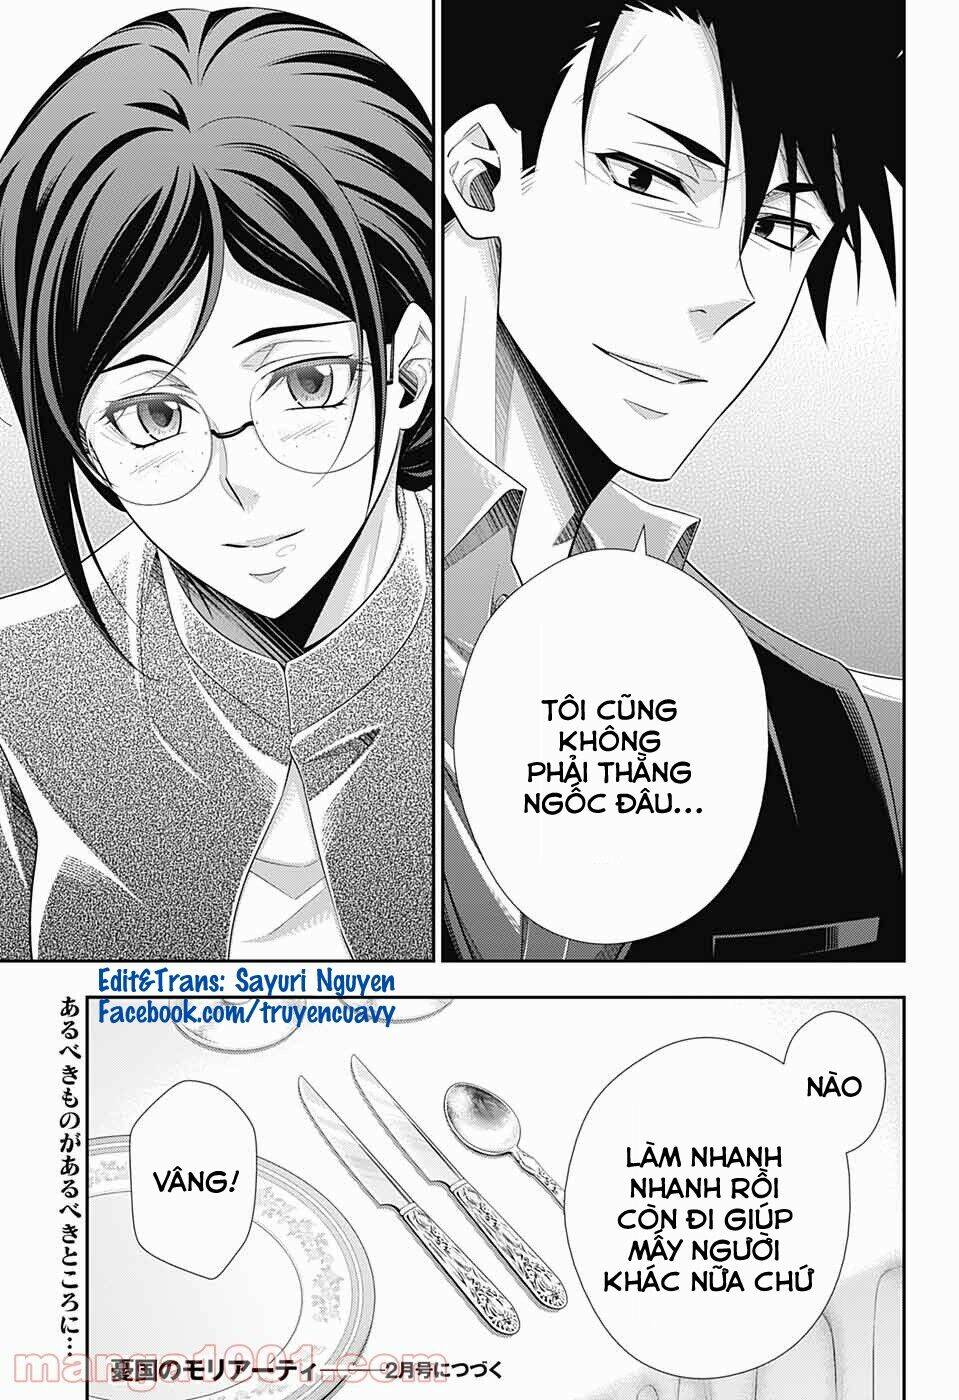 TÔI CŨNG
KHÔNG
PHẢI THẰNG
NGỐC ĐÂU...
Edit&Trans: Sayuri Nguyen
Facebook.com/truyencuavy
NÀO
LÀM NHANH
NHANH RỒI
CÒN ĐI GIÚP
MẤY NGƯỜI
KHÁC NỮA CHỨ
VÂNG!
あるべきものがあるべきところに…
憂国のモリアーティ――2月号につづく
manga1001.com